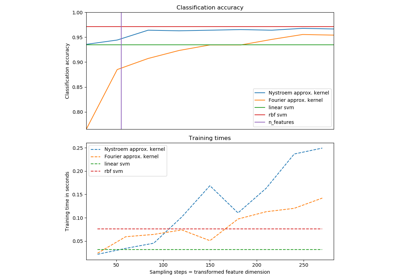 Classification accuracy
1.00
0.95
0.90
0.85
0.80
Classification accuracy
Nystroem approx. kernel
Fourier approx. kernel
linear svm
rbf svm
n_features
Training times
0.25
0.20
0.15
0.10
0.05
Training time in seconds
Nystroem approx. kernel
Fourier approx. kernel
linear svm
rbf svm
50 100 150 200 250
Sampling steps = transformed feature dimension